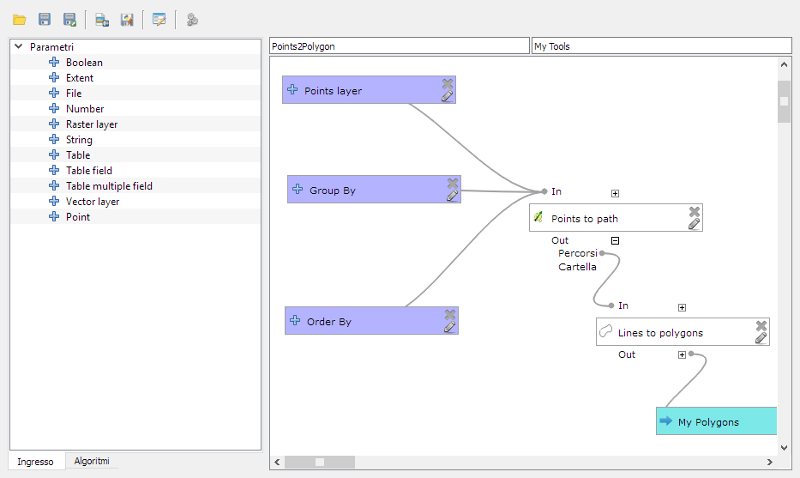 Points2Polygon
My Tools
Parametri
Boolean
Extent
File
Number
Raster layer
String
Table
Table field
Table multiple field
Vector layer
Point
Ingresso
Algoritmi
Points layer
Group By
Order By
In
Points to path
Out
Percorsi
Cartella
In
Lines to polygons
Out
My Polygons